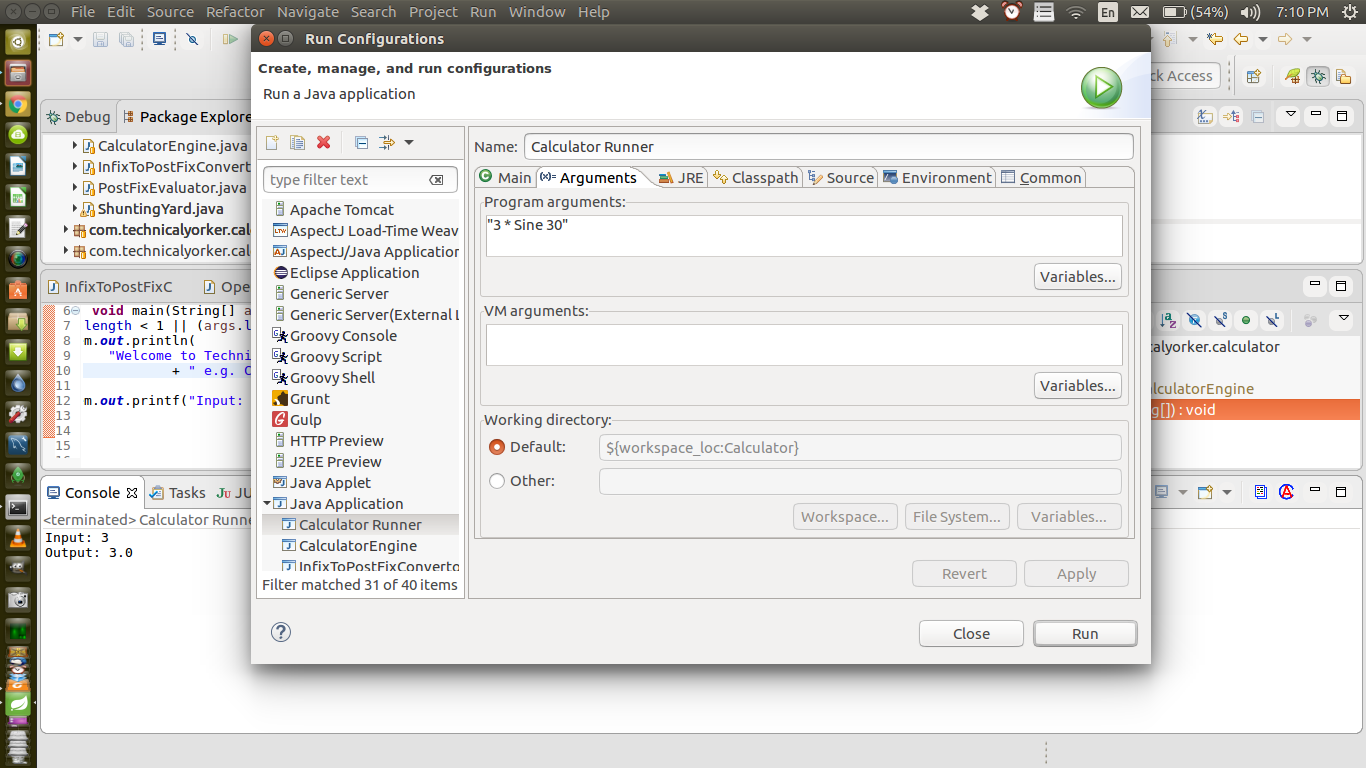 File Edit Source Refactor Navigate Search Project Run Window Help
En (54%) 7:10 PM
Run Configurations
Create, manage, and run configurations
Run a Java application
ck Access
Debug Package Explore
CalculatorEngine.java
InfixToPostFixConvert
PostFixEvaluator.java
ShuntingYard.java
com.technicalyorker.cal
com.technicalyorker.cal
InfixToPostFixC Ope
6 void main(String[] a
7 length < 1 || (args.l
8 m.out.println(
9 "Welcome to Techni
10 + " e.g. C
11
12 m.out.printf("Input:
13
14
15
Console Tasks JU
<terminated> Calculator Runne
Input: 3
Output: 3.0
type filter text
Apache Tomcat
AspectJ Load-Time Weav
AspectJ/Java Application
Eclipse Application
Generic Server
Generic Server(External L
Groovy Console
Groovy Script
Groovy Shell
Grunt
Gulp
HTTP Preview
J2EE Preview
Java Applet
Java Application
Calculator Runner
CalculatorEngine
InfixToPostFixConverto
Filter matched 31 of 40 items
Name: Calculator Runner
Main Arguments JRE Classpath Source Environment Common
Program arguments:
"3 * Sine 30"
Variables...
VM arguments:
Variables...
Working directory:
Default: ${workspace_loc:Calculator}
Other:
Workspace... File System... Variables...
Revert Apply
Close Run
alyorker.calculator
alculatorEngine
g[]) : void